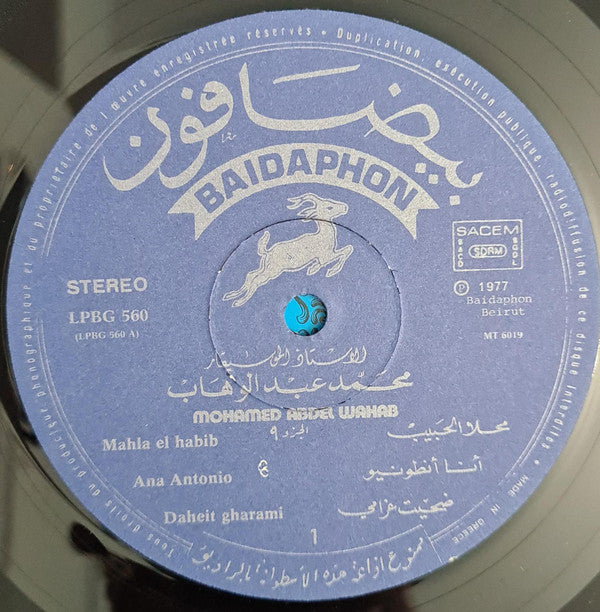 Tous droits du producteur phonographique et du propriétaire de l'œuvre enregistrée réservés • Duplication, exécution publique radiodiffusion de ce disque interdites •
MADE IN GREECE
بيضافون
BAIDAPHON
SACEM
SACD SDRM SGDL
STEREO
LPBG 560
(LPBG 560 A)
℗ 1977
Baidaphon
Beirut
MT 6019
الأستاذ الموسيقار
محمد عبد الوهاب
MOHAMED ABDEL WAHAB
الجزء ٩
Mahla el habib محلا الحبيب
Ana Antonio أنا أنطونيو
Daheit gharami ضحيت غرامي
1
ممنوع اذاعة هذه الأسطوانة بالراديو